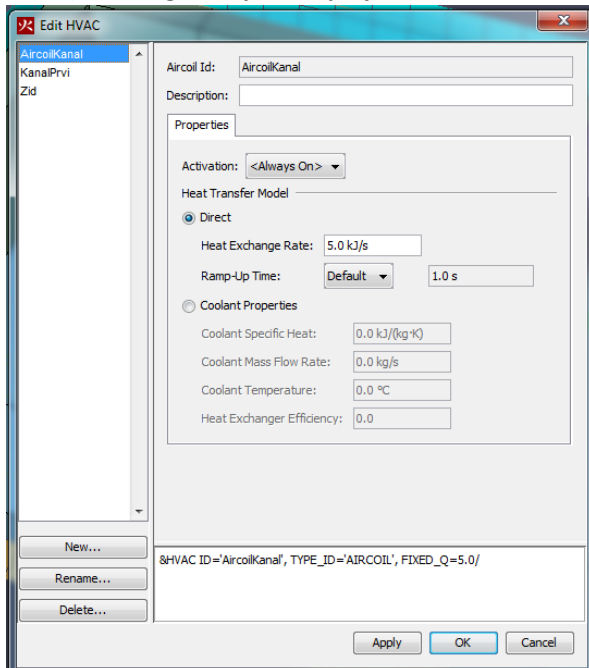 Edit HVAC
AircoilKanal
KanalPrvi
Zid
Aircoil Id: AircoilKanal
Description:
Properties
Activation: <Always On>
Heat Transfer Model
Direct
Heat Exchange Rate: 5.0 kJ/s
Ramp-Up Time: Default 1.0 s
Coolant Properties
Coolant Specific Heat: 0.0 kJ/(kg·K)
Coolant Mass Flow Rate: 0.0 kg/s
Coolant Temperature: 0.0 °C
Heat Exchanger Efficiency: 0.0
New...
Rename...
Delete...
&HVAC ID='AircoilKanal', TYPE_ID='AIRCOIL', FIXED_Q=5.0/
Apply OK Cancel